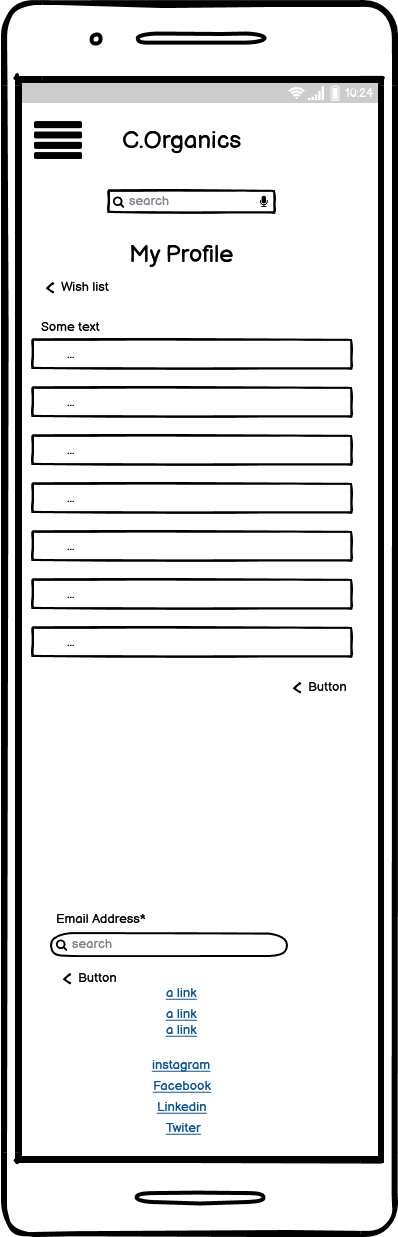 10:24
C.Organics
search
My Profile
Wish list
Some text
...
...
...
...
...
...
...
Button
Email Address*
search
Button
a link
a link
a link
instagram
Facebook
Linkedin
Twiter